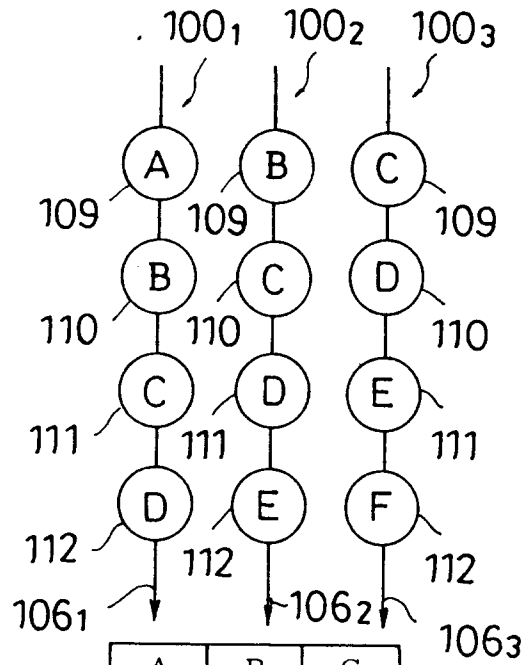 100₁ 100₂ 100₃
A B C
109 109 109
B C D
110 110 110
C D E
111 111 111
D E F
112 112 112
106₁ 106₂ 106₃
A B C